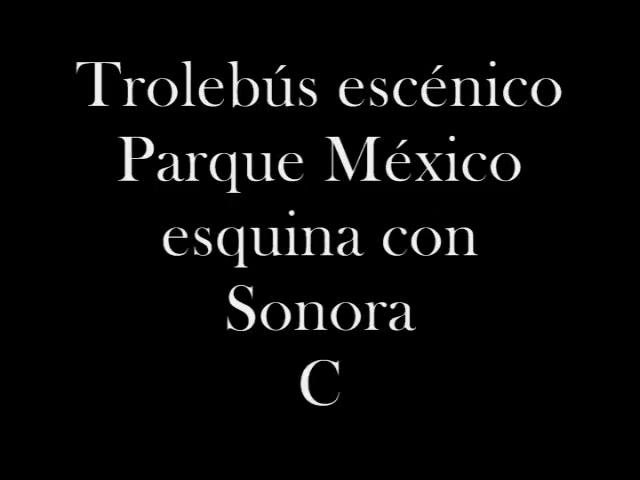 Trolebús escénico
Parque México
esquina con
Sonora
C